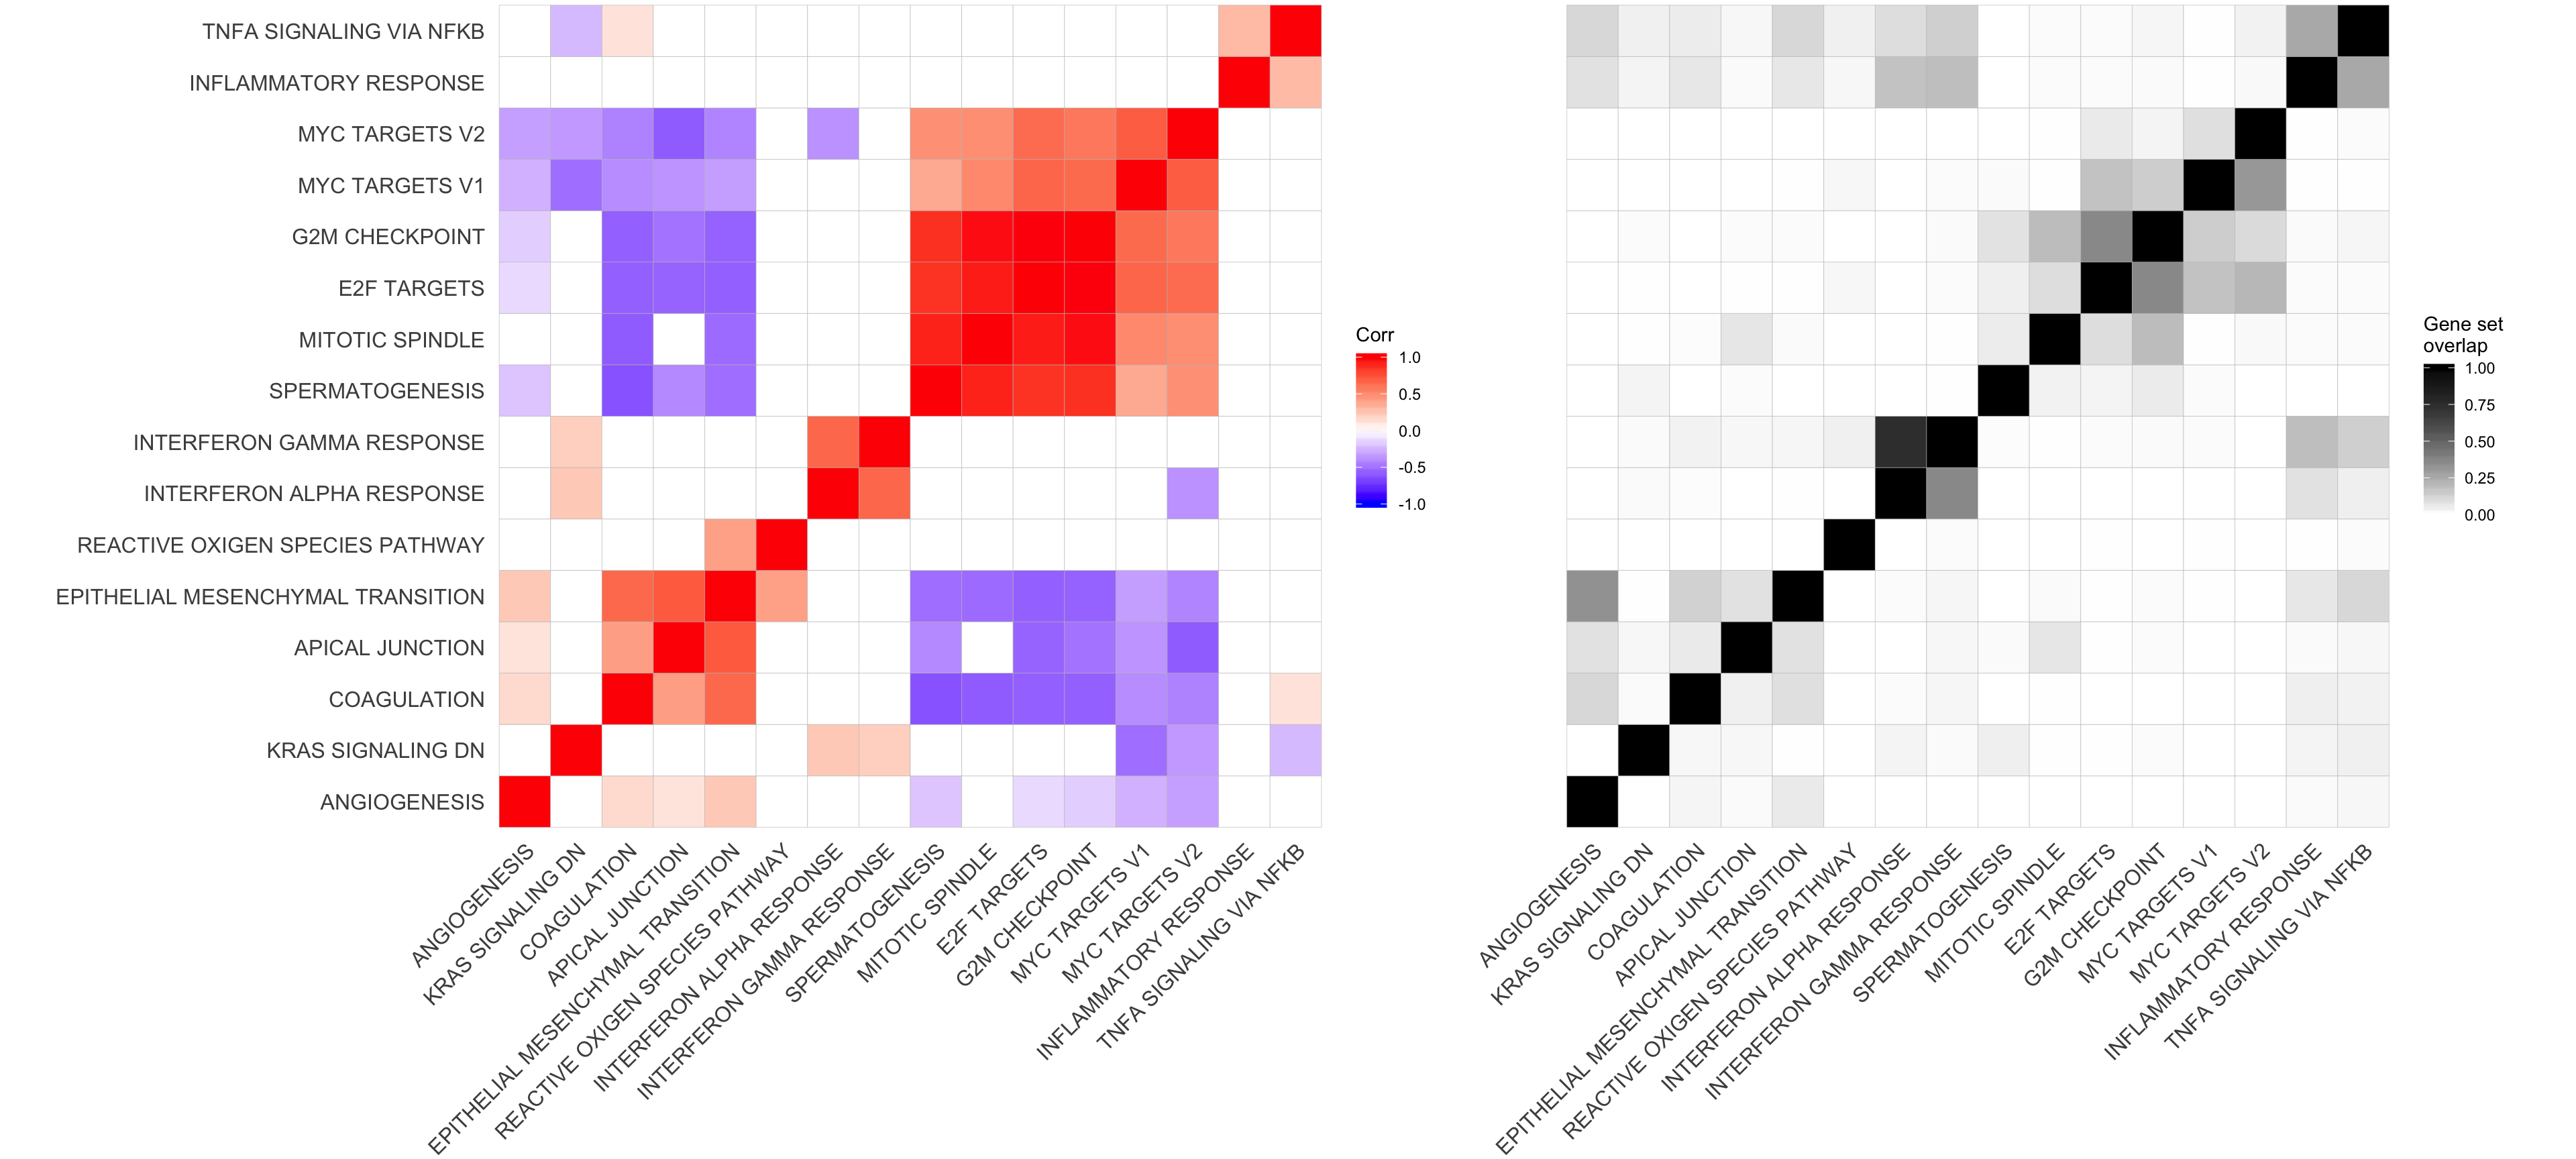 TNFA SIGNALING VIA NFKB
INFLAMMATORY RESPONSE
MYC TARGETS V2
MYC TARGETS V1
G2M CHECKPOINT
E2F TARGETS
MITOTIC SPINDLE
SPERMATOGENESIS
INTERFERON GAMMA RESPONSE
INTERFERON ALPHA RESPONSE
REACTIVE OXIGEN SPECIES PATHWAY
EPITHELIAL MESENCHYMAL TRANSITION
APICAL JUNCTION
COAGULATION
KRAS SIGNALING DN
ANGIOGENESIS
ANGIOGENESIS
KRAS SIGNALING DN
COAGULATION
APICAL JUNCTION
EPITHELIAL MESENCHYMAL TRANSITION
REACTIVE OXIGEN SPECIES PATHWAY
INTERFERON ALPHA RESPONSE
INTERFERON GAMMA RESPONSE
SPERMATOGENESIS
MITOTIC SPINDLE
E2F TARGETS
G2M CHECKPOINT
MYC TARGETS V1
MYC TARGETS V2
INFLAMMATORY RESPONSE
TNFA SIGNALING VIA NFKB
Corr
1.0
0.5
0.0
-0.5
-1.0
ANGIOGENESIS
KRAS SIGNALING DN
COAGULATION
APICAL JUNCTION
EPITHELIAL MESENCHYMAL TRANSITION
REACTIVE OXIGEN SPECIES PATHWAY
INTERFERON ALPHA RESPONSE
INTERFERON GAMMA RESPONSE
SPERMATOGENESIS
MITOTIC SPINDLE
E2F TARGETS
G2M CHECKPOINT
MYC TARGETS V1
MYC TARGETS V2
INFLAMMATORY RESPONSE
TNFA SIGNALING VIA NFKB
Gene set
overlap
1.00
0.75
0.50
0.25
0.00